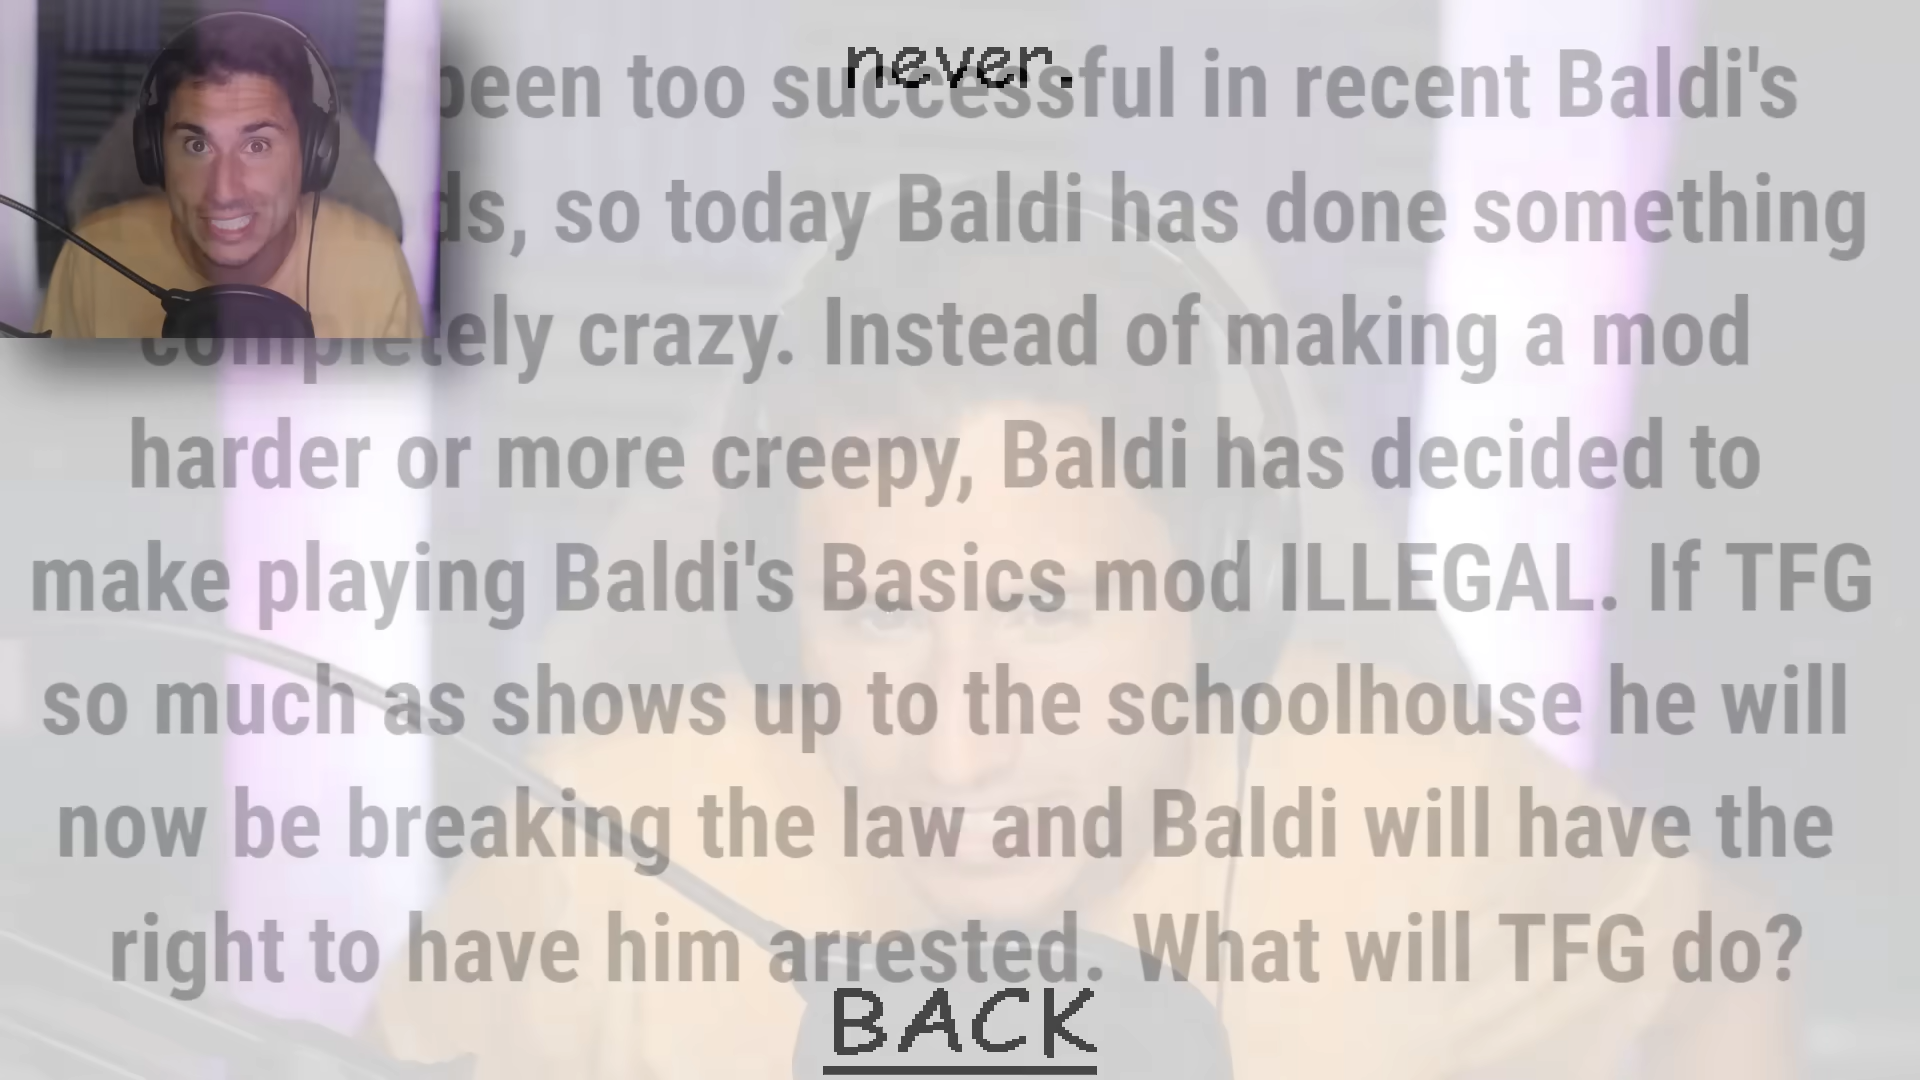 never.
been too successful in recent Baldi's
ds, so today Baldi has done something
completely crazy. Instead of making a mod
harder or more creepy, Baldi has decided to
make playing Baldi's Basics mod ILLEGAL. If TFG
so much as shows up to the schoolhouse he will
now be breaking the law and Baldi will have the
right to have him arrested. What will TFG do?
BACK